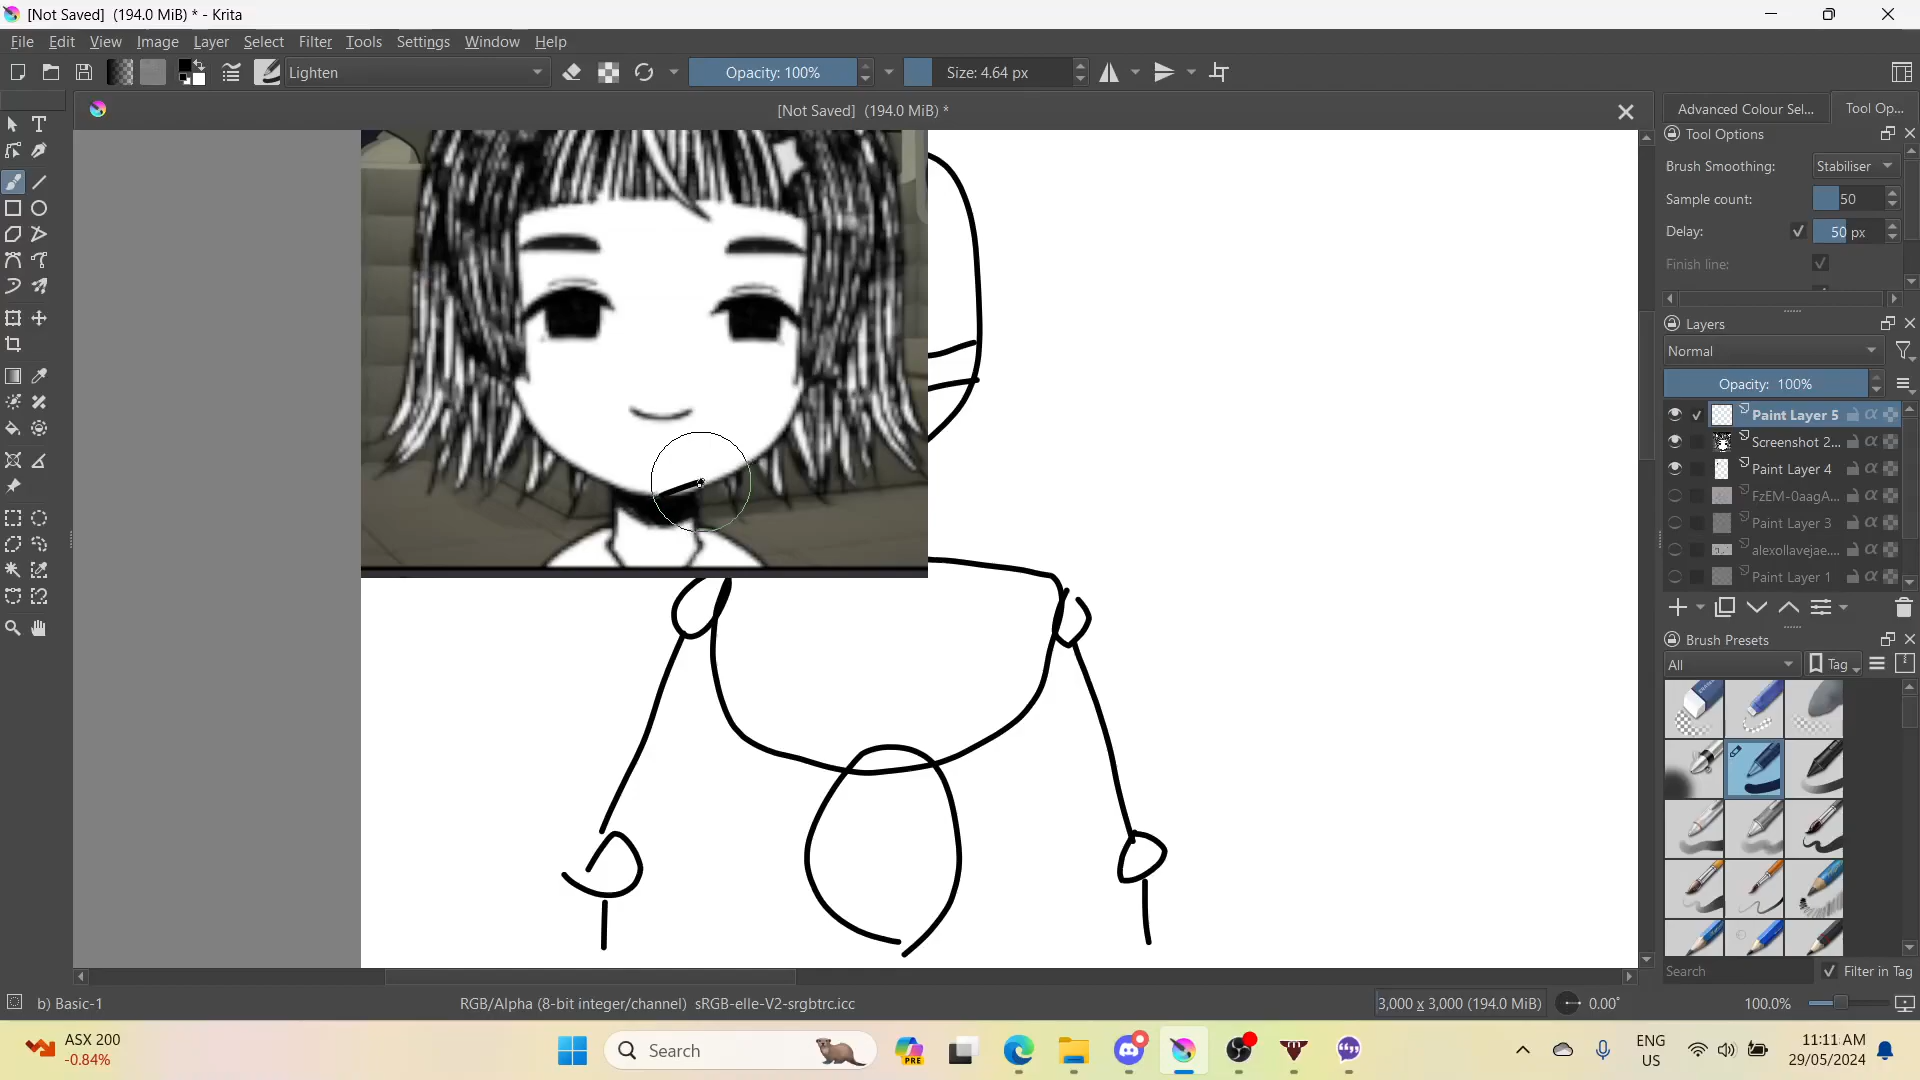 [Not Saved]  (194.0 MiB) * - Krita
File Edit View Image Layer Select Filter Tools Settings Window Help
Lighten
Opacity: 100%
Size: 4.64 px
[Not Saved]  (194.0 MiB) *
Advanced Colour Sel...
Tool Op...
Tool Options
Brush Smoothing:
Stabiliser
Sample count:
50
Delay:
50 px
Finish line:
Layers
Normal
Opacity:  100%
Paint Layer 5
Screenshot 2...
Paint Layer 4
FzEM-0aagA...
Paint Layer 3
alexollavejae....
Paint Layer 1
Brush Presets
All
Tag
Search
Filter in Tag
b) Basic-1
RGB/Alpha (8-bit integer/channel)  sRGB-elle-V2-srgbtrc.icc
3,000 x 3,000 (194.0 MiB)
0.00°
100.0%
ASX 200
-0.84%
Search
PRE
ENG
US
11:11 AM
29/05/2024